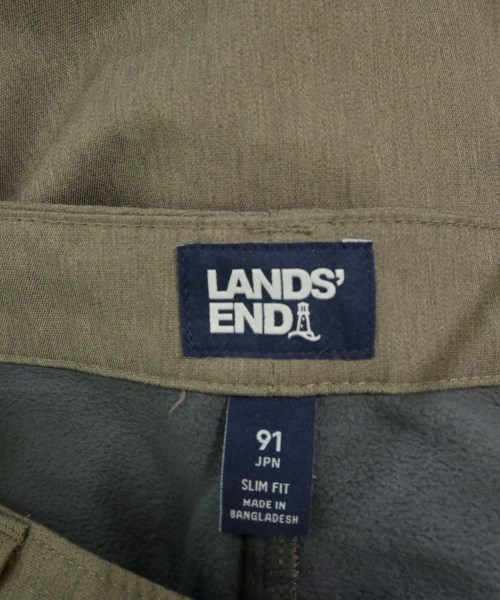 LANDS'
END
91
JPN
SLIM FIT
MADE IN
BANGLADESH